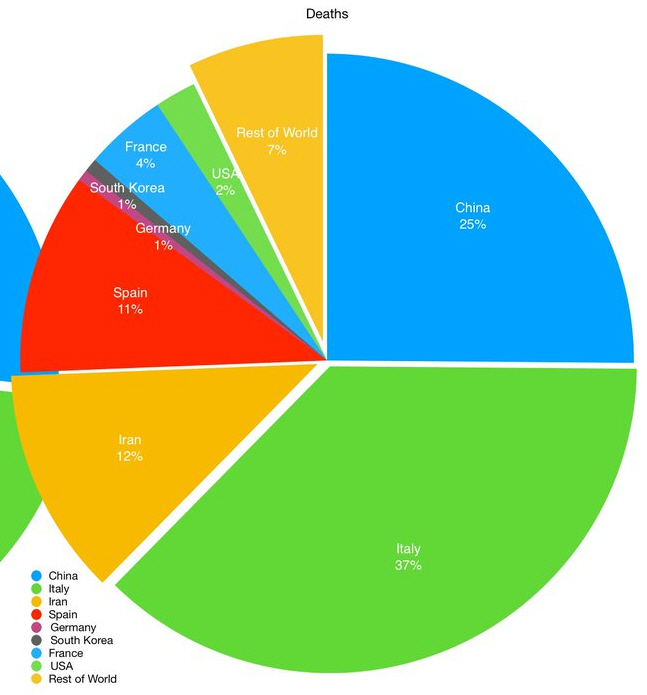 Deaths
Rest of World
7%
France
4%
USA
2%
South Korea
1%
China
25%
Germany
1%
Spain
11%
Iran
12%
Italy
37%
China
Italy
Iran
Spain
Germany
South Korea
France
USA
Rest of World